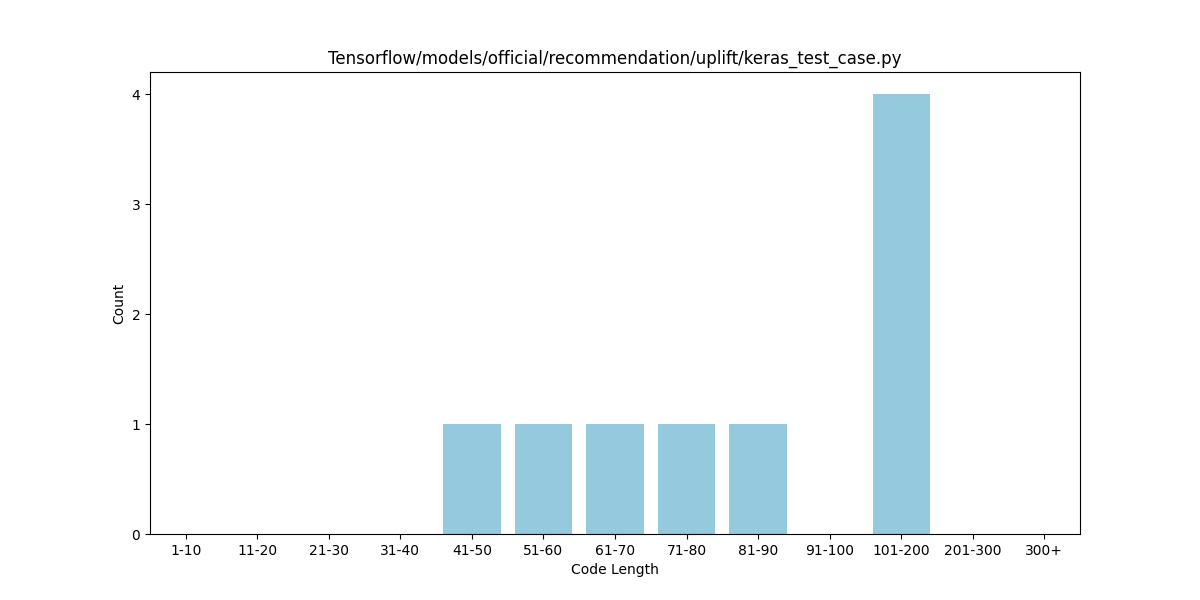 Tensorflow/models/official/recommendation/uplift/keras_test_case.py
4
3
2
1
0
Count
1-10 11-20 21-30 31-40 41-50 51-60 61-70 71-80 81-90 91-100 101-200 201-300 300+
Code Length